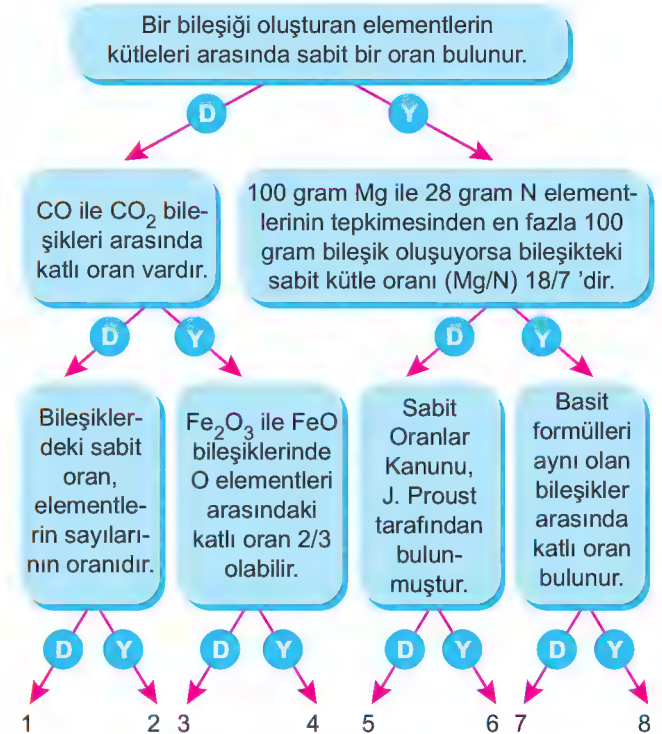 Bir bileşiği oluşturan elementlerin
kütleleri arasında sabit bir oran bulunur.
D
Y
CO ile CO₂ bile-
şikleri arasında
katlı oran vardır.
100 gram Mg ile 28 gram N element-
lerinin tepkimesinden en fazla 100
gram bileşik oluşuyorsa bileşikteki
sabit kütle oranı (Mg/N) 18/7 'dir.
D
Y
D
Y
Bileşikler-
deki sabit
oran,
elementle-
rin sayıları-
nın oranıdır.
Fe₂O₃ ile FeO
bileşiklerinde
O elementleri
arasındaki
katlı oran 2/3
olabilir.
Sabit
Oranlar
Kanunu,
J. Proust
tarafından
bulun-
muştur.
Basit
formülleri
aynı olan
bileşikler
arasında
katlı oran
bulunur.
D
Y
D
Y
D
Y
D
Y
1
2
3
4
5
6
7
8